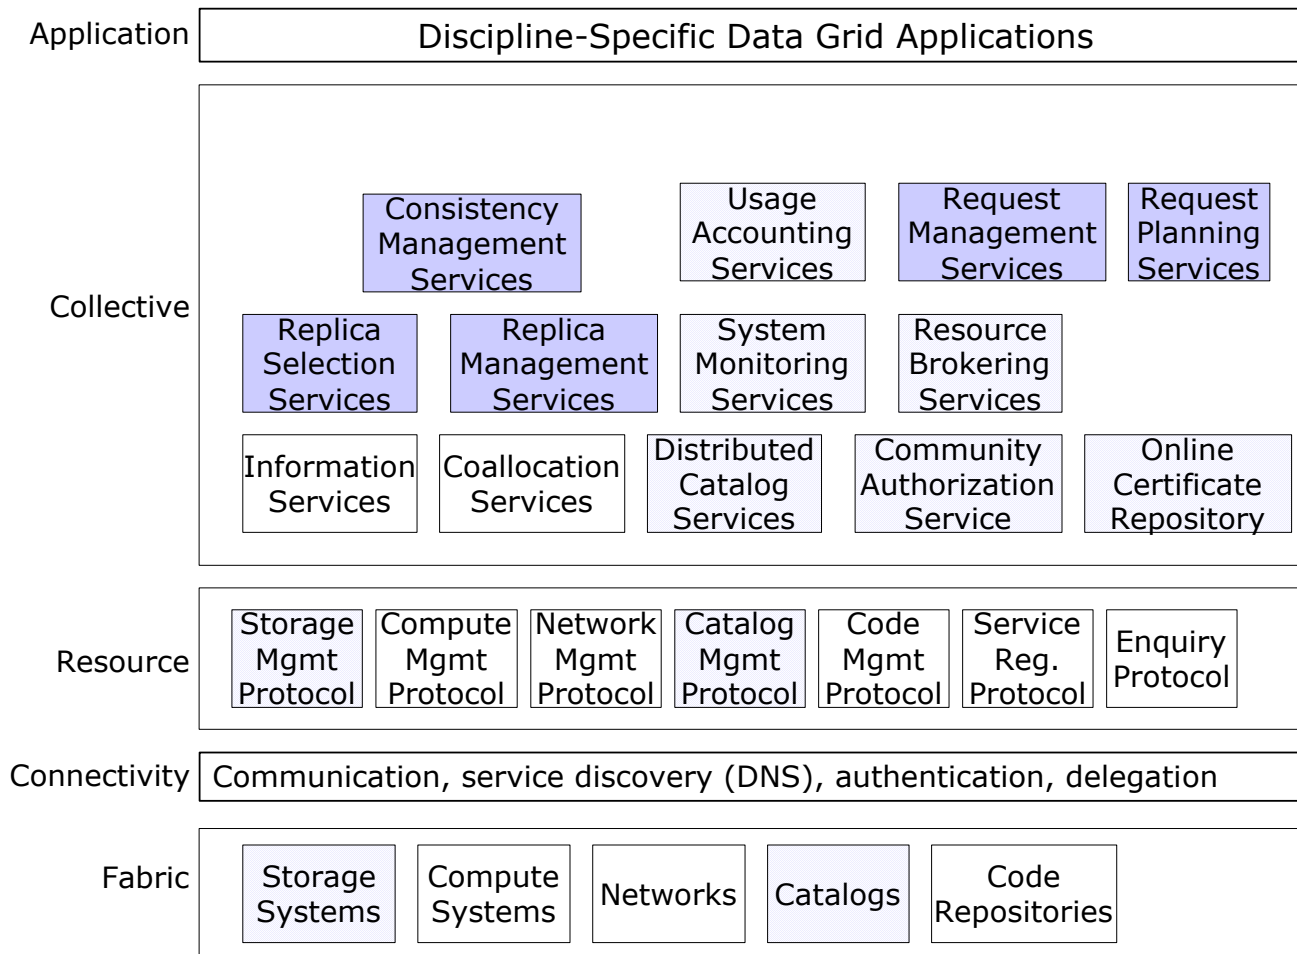 Application
Discipline-Specific Data Grid Applications
Collective
Consistency
Management
Services
Usage
Accounting
Services
Request
Management
Services
Request
Planning
Services
Replica
Selection
Services
Replica
Management
Services
System
Monitoring
Services
Resource
Brokering
Services
Information
Services
Coallocation
Services
Distributed
Catalog
Services
Community
Authorization
Service
Online
Certificate
Repository
Resource
Storage
Mgmt
Protocol
Compute
Mgmt
Protocol
Network
Mgmt
Protocol
Catalog
Mgmt
Protocol
Code
Mgmt
Protocol
Service
Reg.
Protocol
Enquiry
Protocol
Connectivity
Communication, service discovery (DNS), authentication, delegation
Fabric
Storage
Systems
Compute
Systems
Networks
Catalogs
Code
Repositories